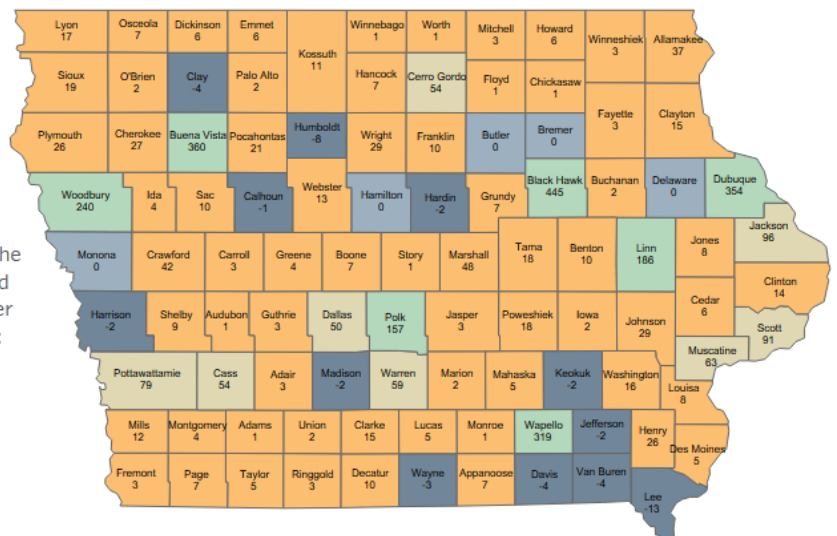 Lyon
17
Osceola
7
Dickinson
6
Emmet
6
Kossuth
11
Winnebago
1
Worth
1
Mitchell
3
Howard
6
Winneshiek
3
Allamakee
37
Sioux
19
O'Brien
2
Clay
-4
Palo Alto
2
Hancock
7
Cerro Gordo
54
Floyd
1
Chickasaw
1
Plymouth
26
Cherokee
27
Buena Vista
360
Pocahontas
21
Humboldt
-8
Wright
29
Franklin
10
Butler
0
Bremer
0
Fayette
3
Clayton
15
Woodbury
240
Ida
4
Sac
10
Calhoun
-1
Webster
13
Hamilton
0
Hardin
-2
Grundy
7
Black Hawk
445
Buchanan
2
Delaware
0
Dubuque
354
he
d
er
:
Monona
0
Crawford
42
Carroll
3
Greene
4
Boone
7
Story
1
Marshall
48
Tama
18
Benton
10
Linn
186
Jones
8
Jackson
96
Clinton
14
Harrison
-2
Shelby
9
Audubon
1
Guthrie
3
Dallas
50
Polk
157
Jasper
3
Poweshiek
18
Iowa
2
Johnson
29
Cedar
6
Scott
91
Muscatine
63
Pottawattamie
79
Cass
54
Adair
3
Madison
-2
Warren
59
Marion
2
Mahaska
5
Keokuk
-2
Washington
16
Louisa
8
Mills
12
Montgomery
4
Adams
1
Union
2
Clarke
15
Lucas
5
Monroe
1
Wapello
319
Jefferson
-2
Henry
26
Des Moines
5
Fremont
3
Page
7
Taylor
5
Ringgold
3
Decatur
10
Wayne
-3
Appanoose
7
Davis
-4
Van Buren
-4
Lee
-13